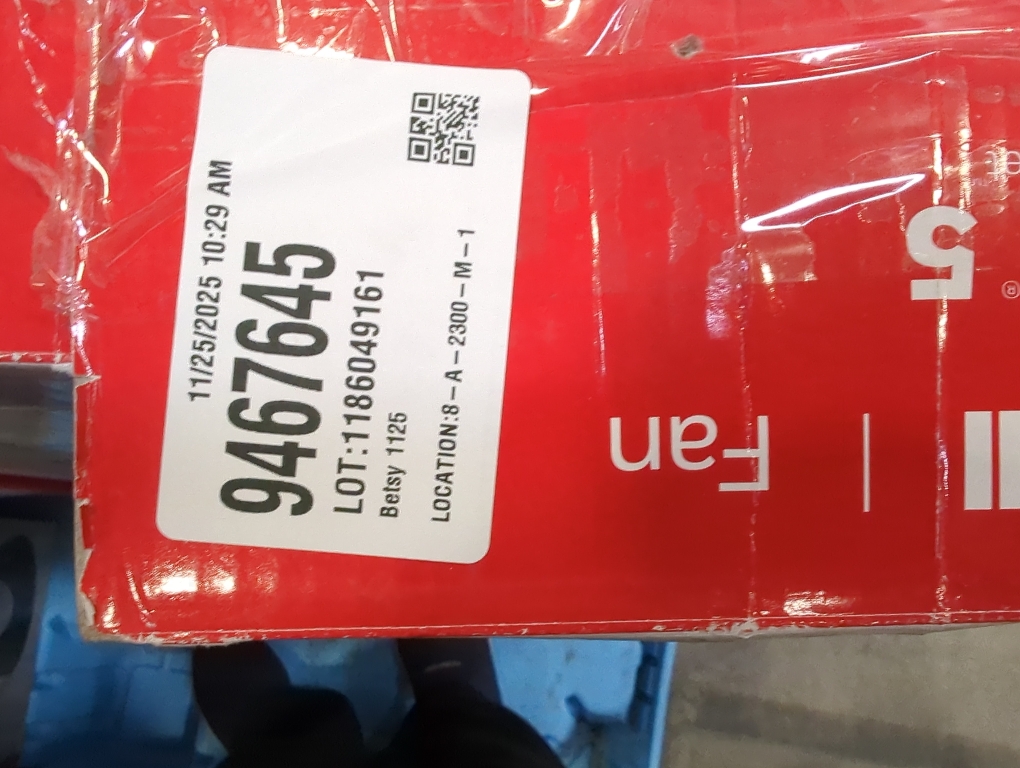 11/25/2025 10:29 AM
9467645
LOT:1186049161
Betsy 1125
LOCATION:8-A-2300-M-1
Fan
5
®